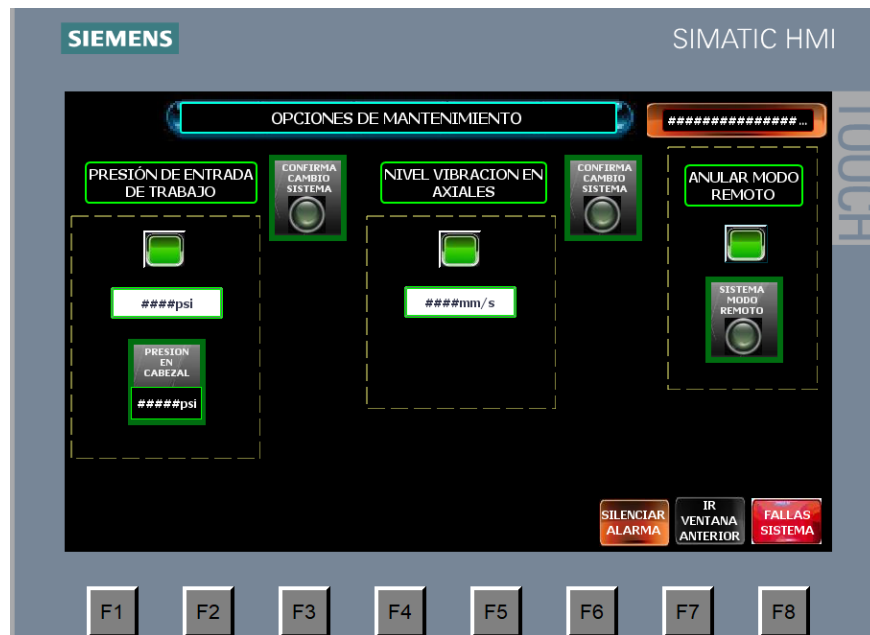 SIEMENS
SIMATIC HMI
TOUCH
OPCIONES DE MANTENIMIENTO
###############...
PRESIÓN DE ENTRADA
DE TRABAJO
CONFIRMA
CAMBIO
SISTEMA
NIVEL VIBRACION EN
AXIALES
CONFIRMA
CAMBIO
SISTEMA
ANULAR MODO
REMOTO
####psi
####mm/s
SISTEMA
MODO
REMOTO
PRESION
EN
CABEZAL
#####psi
SILENCIAR
ALARMA
IR
VENTANA
ANTERIOR
FALLAS
SISTEMA
F1
F2
F3
F4
F5
F6
F7
F8